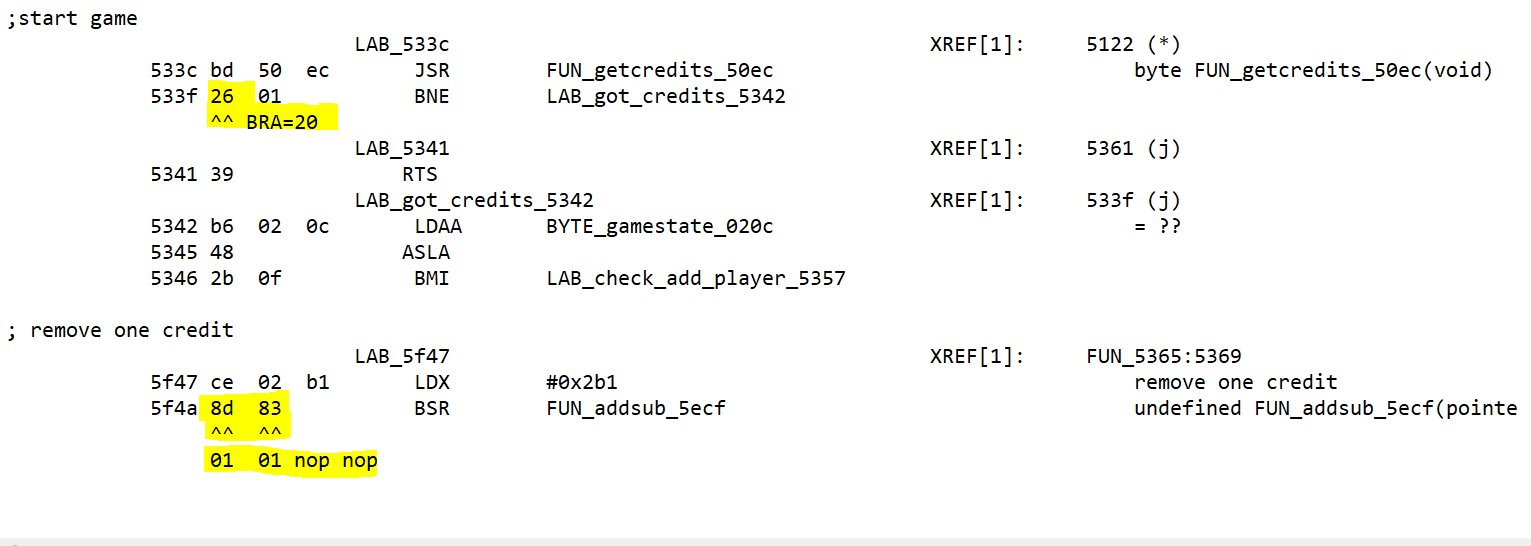 ;start game
LAB_533c XREF[1]: 5122 (*)
533c bd 50 ec JSR FUN_getcredits_50ec byte FUN_getcredits_50ec(void)
533f 26 01 BNE LAB_got_credits_5342
^^ BRA=20
LAB_5341 XREF[1]: 5361 (j)
5341 39 RTS
LAB_got_credits_5342 XREF[1]: 533f (j)
5342 b6 02 0c LDAA BYTE_gamestate_020c = ??
5345 48 ASLA
5346 2b 0f BMI LAB_check_add_player_5357
; remove one credit
LAB_5f47 XREF[1]: FUN_5365:5369
5f47 ce 02 b1 LDX #0x2b1 remove one credit
5f4a 8d 83 BSR FUN_addsub_5ecf undefined FUN_addsub_5ecf(pointe
^^ ^^
01 01 nop nop